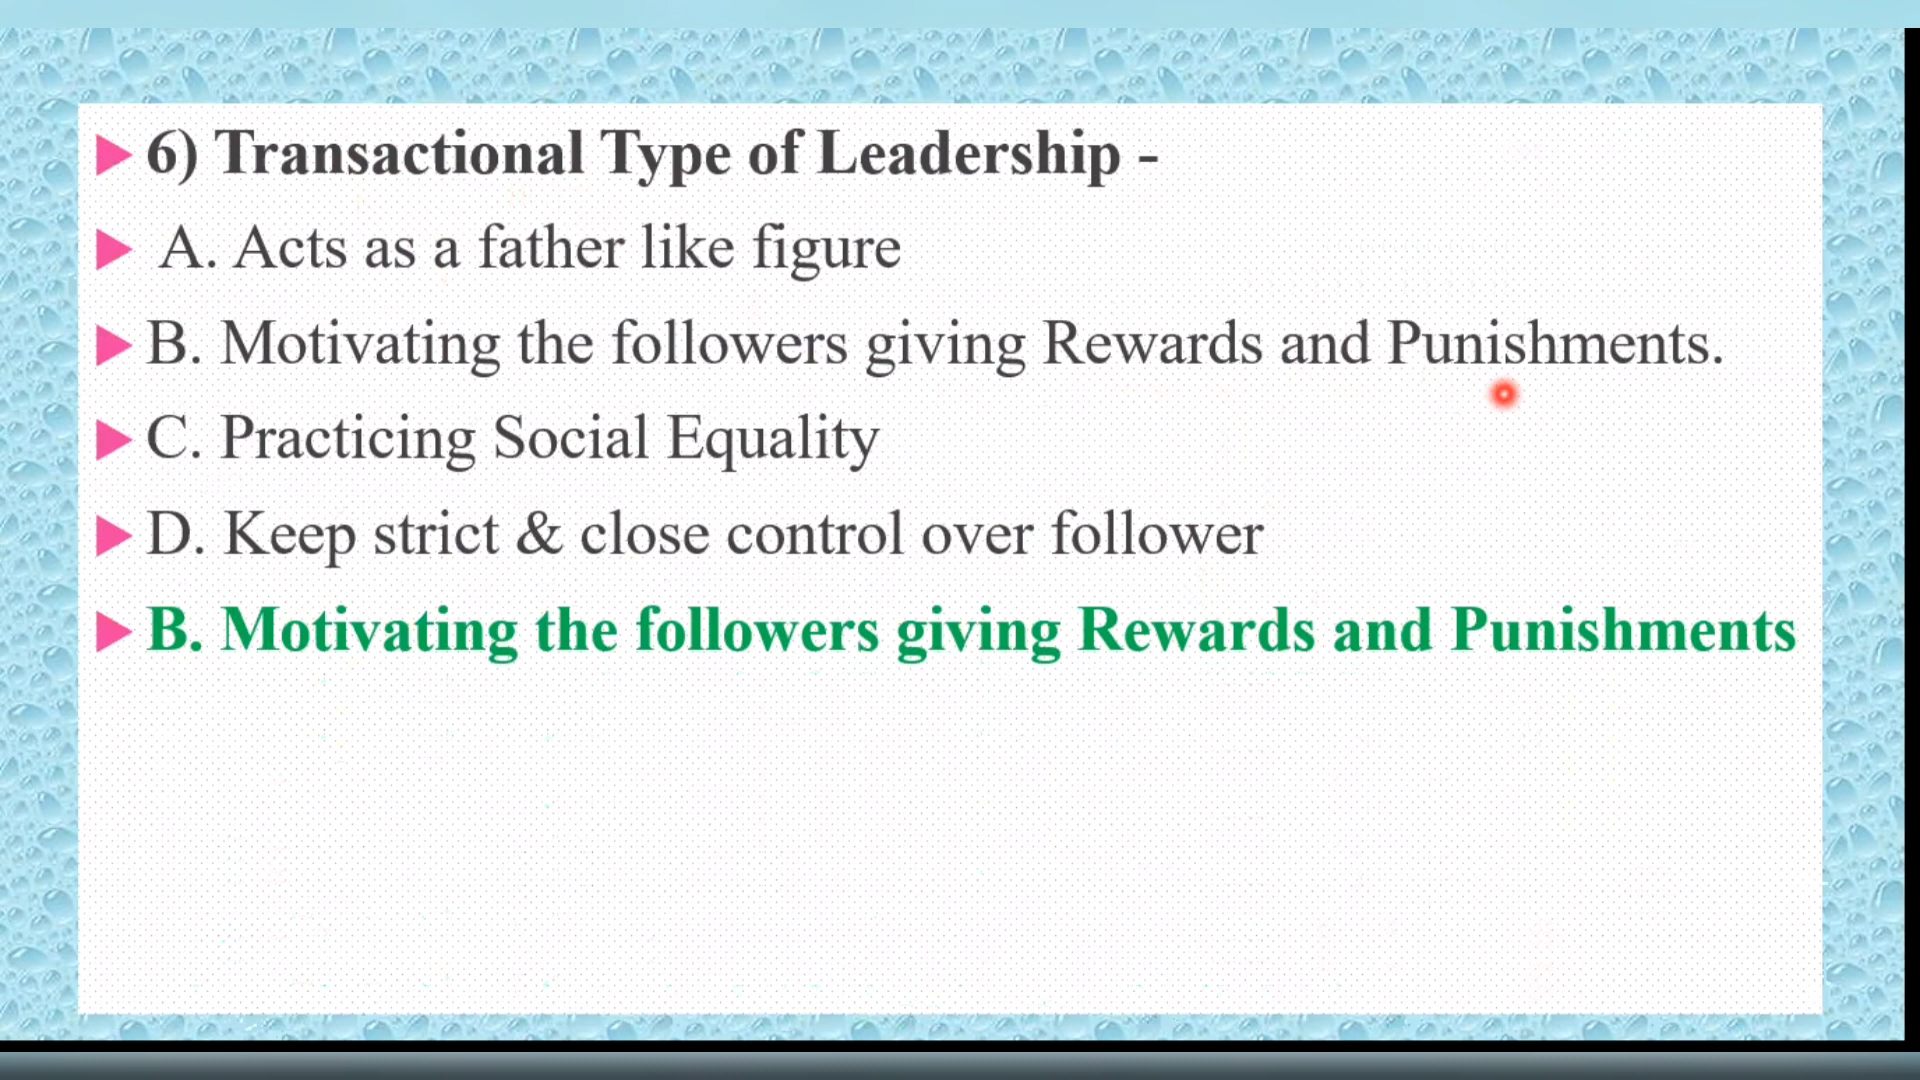 6) Transactional Type of Leadership -
A. Acts as a father like figure
B. Motivating the followers giving Rewards and Punishments.
C. Practicing Social Equality
D. Keep strict & close control over follower
B. Motivating the followers giving Rewards and Punishments